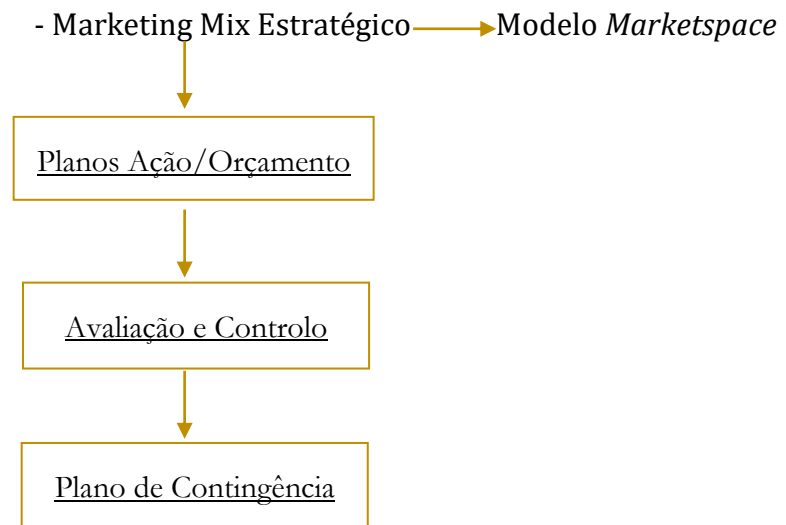 - Marketing Mix Estratégico Modelo Marketspace
Planos Ação/Orçamento
Avaliação e Controlo
Plano de Contingência